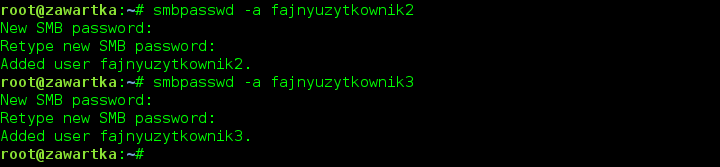 root@zawartka:~# smbpasswd -a fajnyuzytkownik2
New SMB password:
Retype new SMB password:
Added user fajnyuzytkownik2.
root@zawartka:~# smbpasswd -a fajnyuzytkownik3
New SMB password:
Retype new SMB password:
Added user fajnyuzytkownik3.
root@zawartka:~#